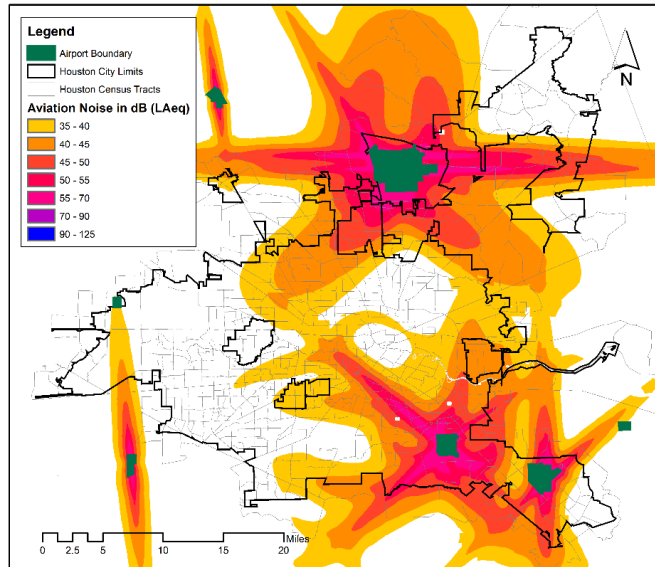 Legend
Airport Boundary
Houston City Limits
Houston Census Tracts
Aviation Noise in dB (LAeq)
35 - 40
40 - 45
45 - 50
50 - 55
55 - 70
70 - 90
90 - 125
N
Miles
0 2.5 5 10 15 20